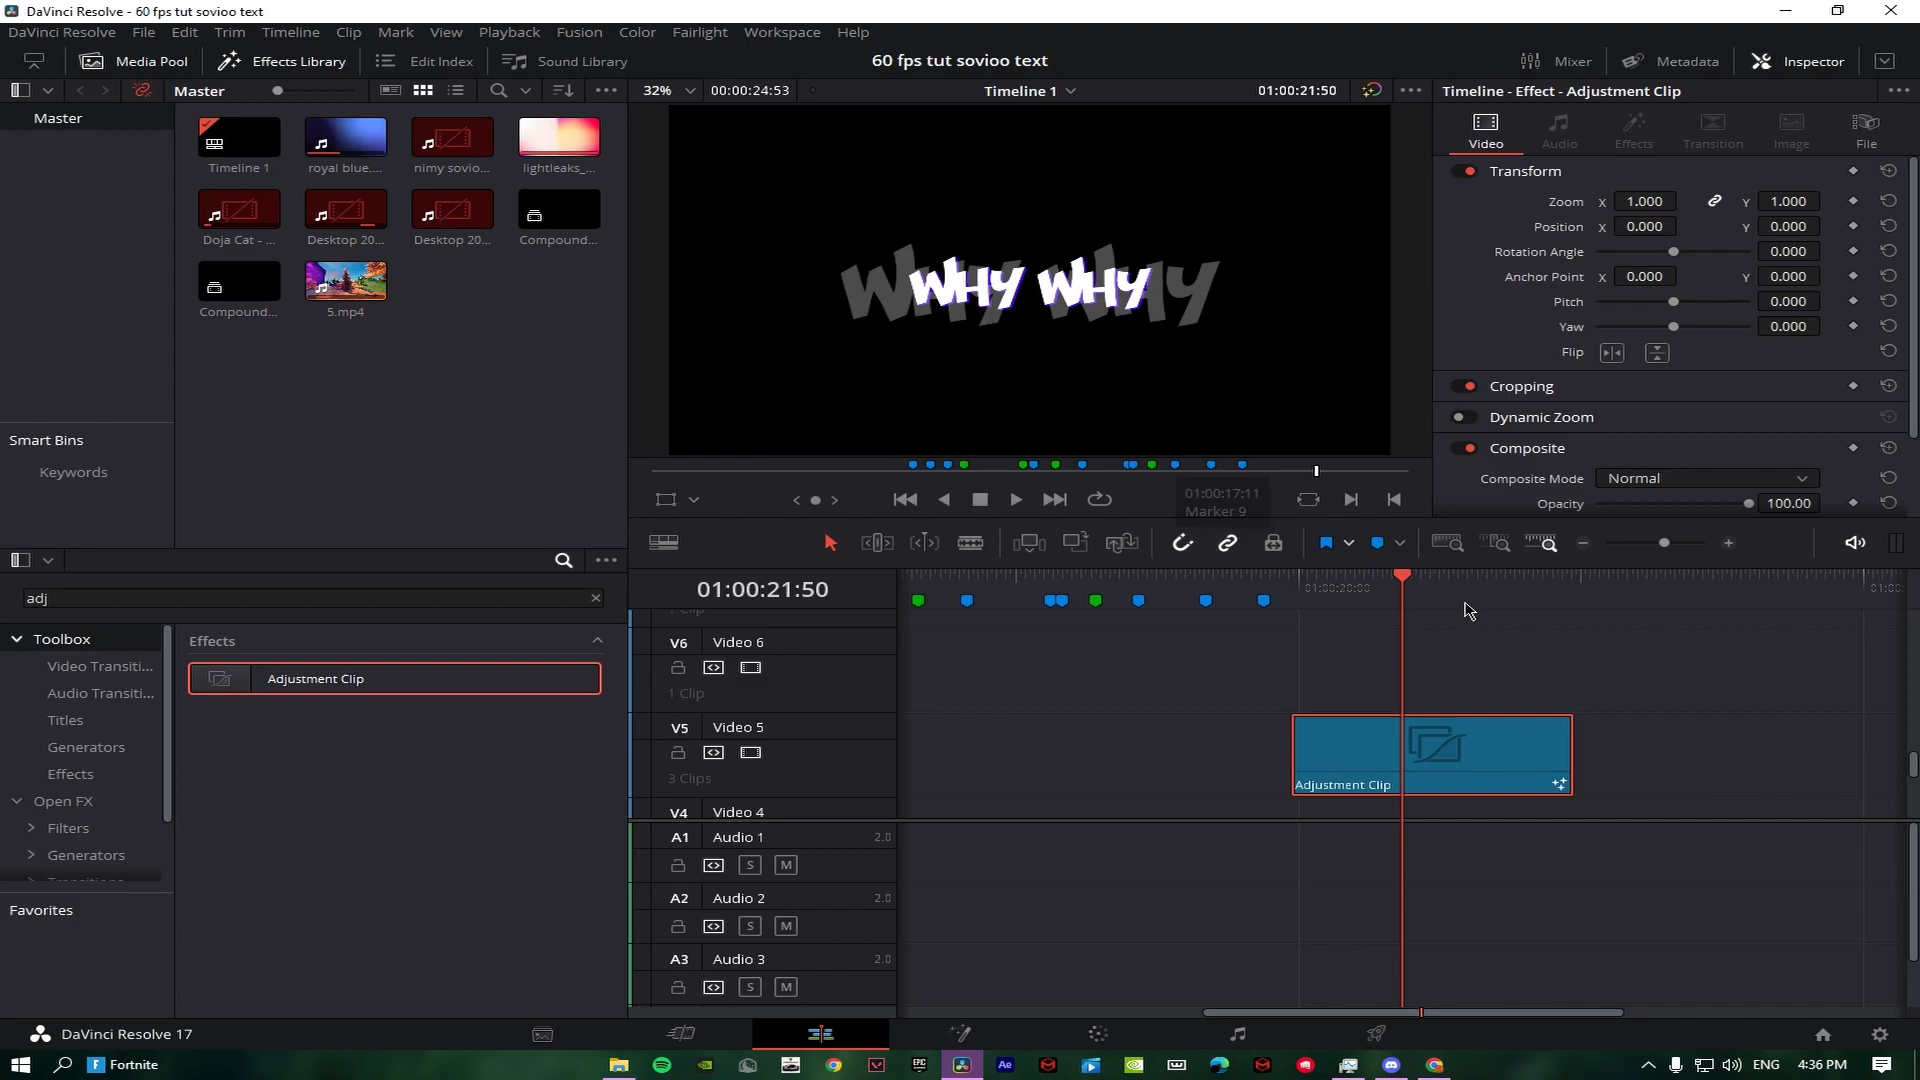 DaVinci Resolve - 60 fps tut sovioo text
DaVinci Resolve File Edit Trim Timeline Clip Mark View Playback Fusion Color Fairlight Workspace Help
Media Pool Effects Library Edit Index Sound Library 60 fps tut sovioo text Mixer Metadata Inspector
Master 32% 00:00:24:53 Timeline 1 01:00:21:50 Timeline - Effect - Adjustment Clip
Master
Timeline 1 royal blue.... nimy sovio... lightleaks_...
Doja Cat - ... Desktop 20... Desktop 20... Compound...
Compound... 5.mp4
WHY WHY
WHY WHY
Video Audio Effects Transition Image File
Transform
Zoom X 1.000 Y 1.000
Position X 0.000 Y 0.000
Rotation Angle 0.000
Anchor Point X 0.000 Y 0.000
Pitch 0.000
Yaw 0.000
Flip
Cropping
Dynamic Zoom
Composite
Composite Mode Normal
Opacity 100.00
Smart Bins
Keywords
01:00:17:11
Marker 9
adj
Toolbox
Video Transiti...
Audio Transiti...
Titles
Generators
Effects
Open FX
Filters
Generators
Favorites
Effects
Adjustment Clip
01:00:21:50
01:00:20:00
01:00:
V6 Video 6
1 Clip
V5 Video 5
3 Clips
V4 Video 4
Adjustment Clip
A1 Audio 1 2.0
S M
A2 Audio 2 2.0
S M
A3 Audio 3 2.0
S M
DaVinci Resolve 17
Fortnite ENG 4:36 PM